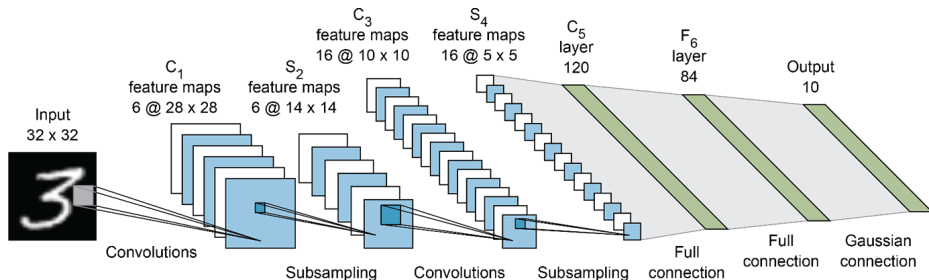 Input
32 x 32
C1
feature maps
6 @ 28 x 28
S2
feature maps
6 @ 14 x 14
C3
feature maps
16 @ 10 x 10
S4
feature maps
16 @ 5 x 5
C5
layer
120
F6
layer
84
Output
10
3
Convolutions
Subsampling
Convolutions
Subsampling
Full
connection
Full
connection
Gaussian
connection